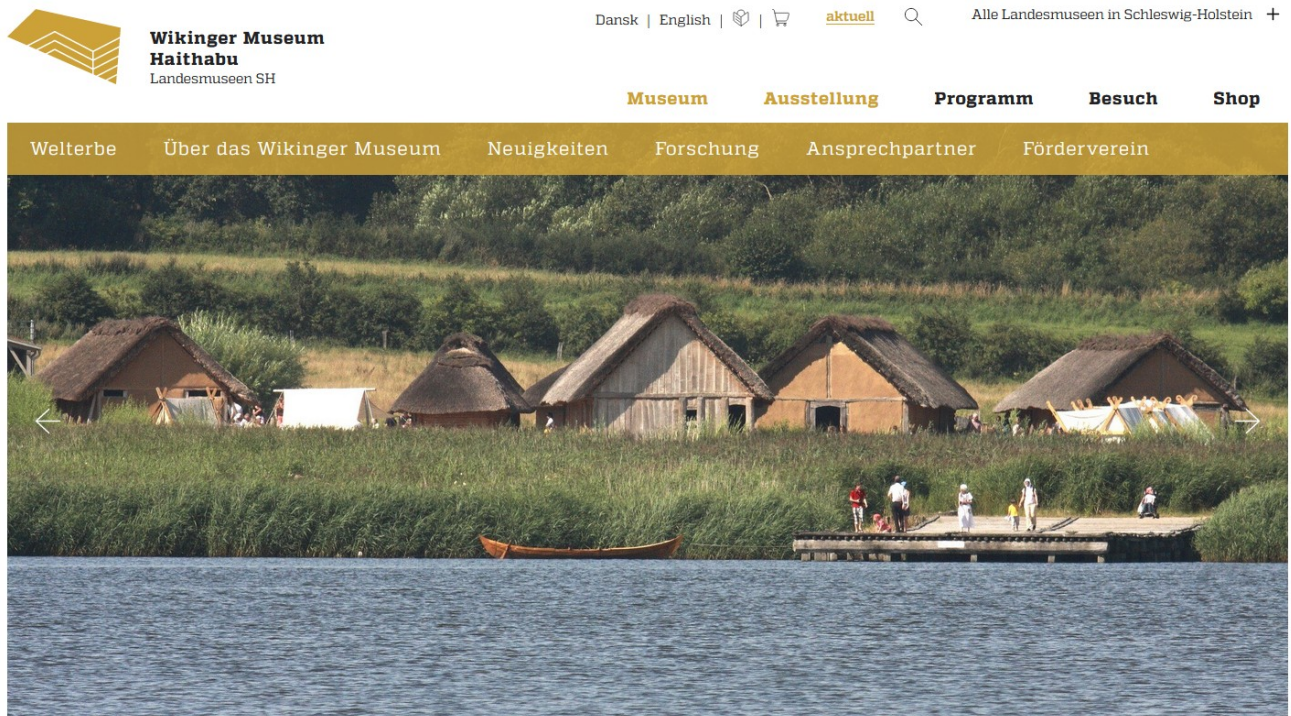 Dansk | English | | aktuell Alle Landesmuseen in Schleswig-Holstein +
Wikinger Museum
Haithabu
Landesmuseen SH
Museum Ausstellung Programm Besuch Shop
Welterbe Über das Wikinger Museum Neuigkeiten Forschung Ansprechpartner Förderverein